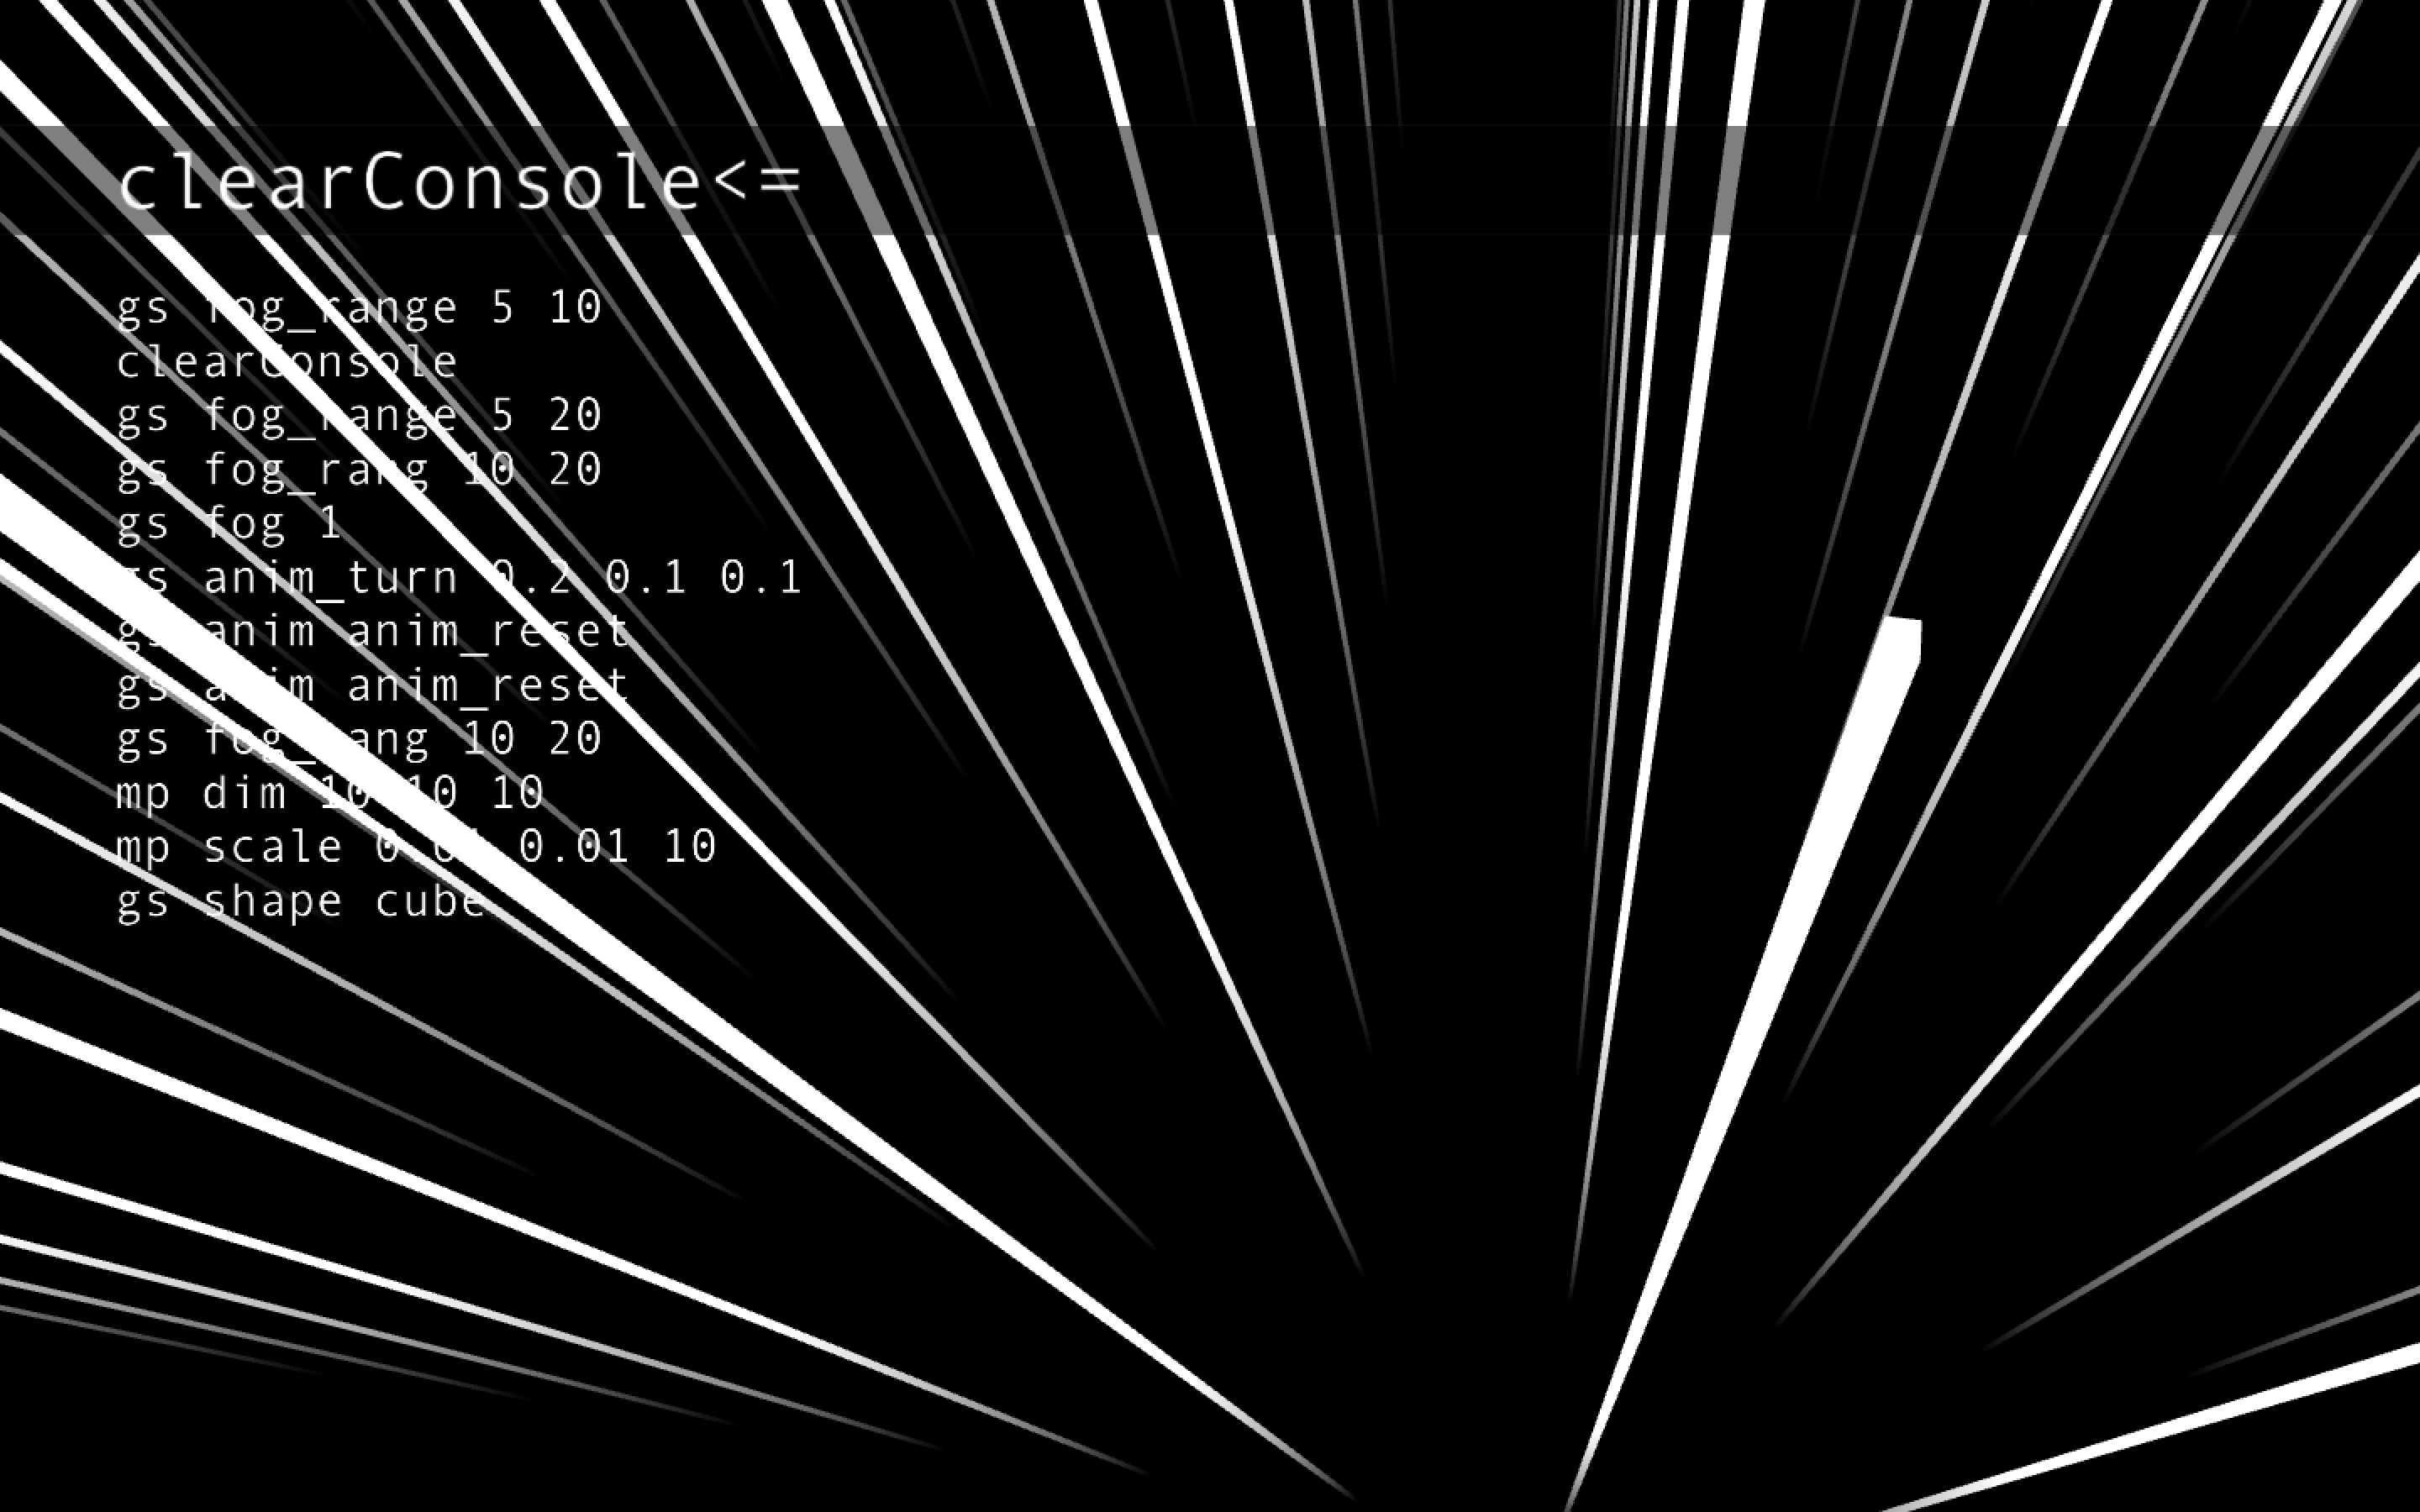 clearConsole<=
gs fog_range 5 10
clearConsole
gs fog_range 5 20
gs fog_rang 10 20
gs fog 1
gs anim_turn 0.2 0.1 0.1
gs anim anim_reset
gs anim anim_reset
gs fog_rang 10 20
mp dim 10 10 10
mp scale 0.01 0.01 10
gs shape cube